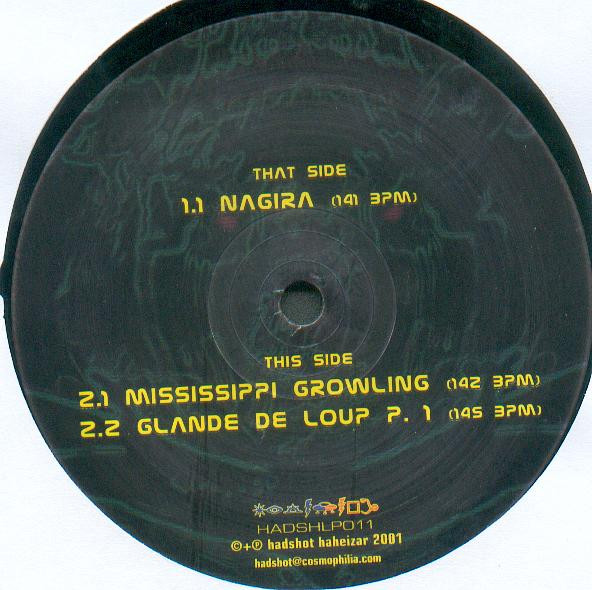 THAT SIDE
1.1 NAGIRA (141 BPM)
THIS SIDE
2.1 MISSISSIPPI GROWLING (142 BPM)
2.2 GLANDE DE LOUP P. 1 (145 BPM)
HADSHLP011
©+℗ hadshot haheizar 2001
hadshot@cosmophilia.com